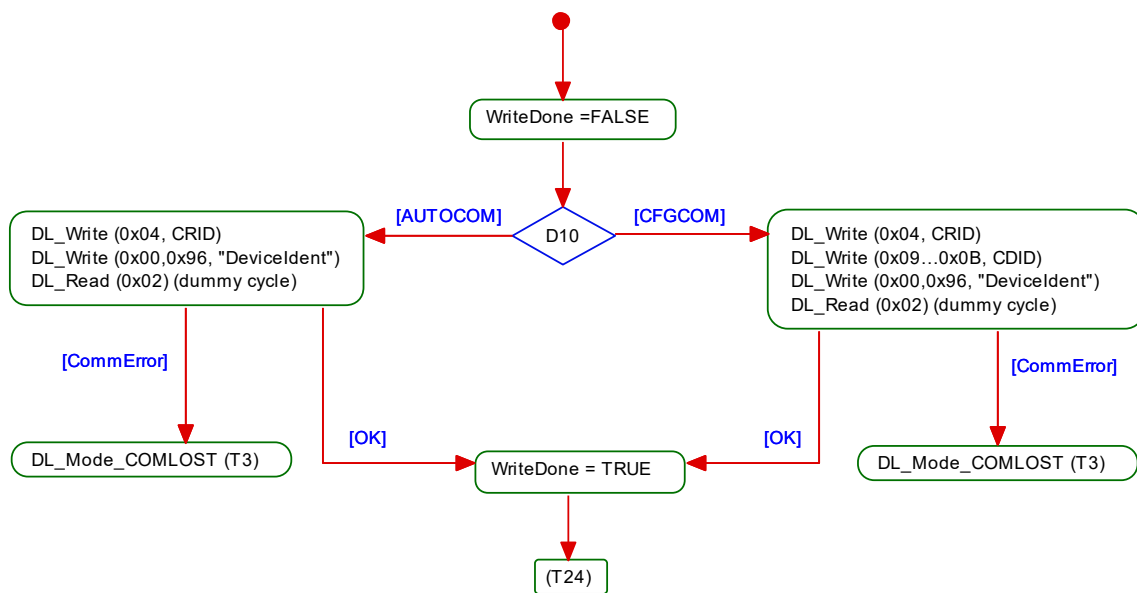 WriteDone =FALSE
[AUTOCOM]
[CFGCOM]
D10
DL_Write (0x04, CRID)
DL_Write (0x00,0x96, "DeviceIdent")
DL_Read (0x02) (dummy cycle)
DL_Write (0x04, CRID)
DL_Write (0x09...0x0B, CDID)
DL_Write (0x00,0x96, "DeviceIdent")
DL_Read (0x02) (dummy cycle)
[CommError]
[CommError]
[OK]
[OK]
DL_Mode_COMLOST (T3)
WriteDone = TRUE
DL_Mode_COMLOST (T3)
(T24)